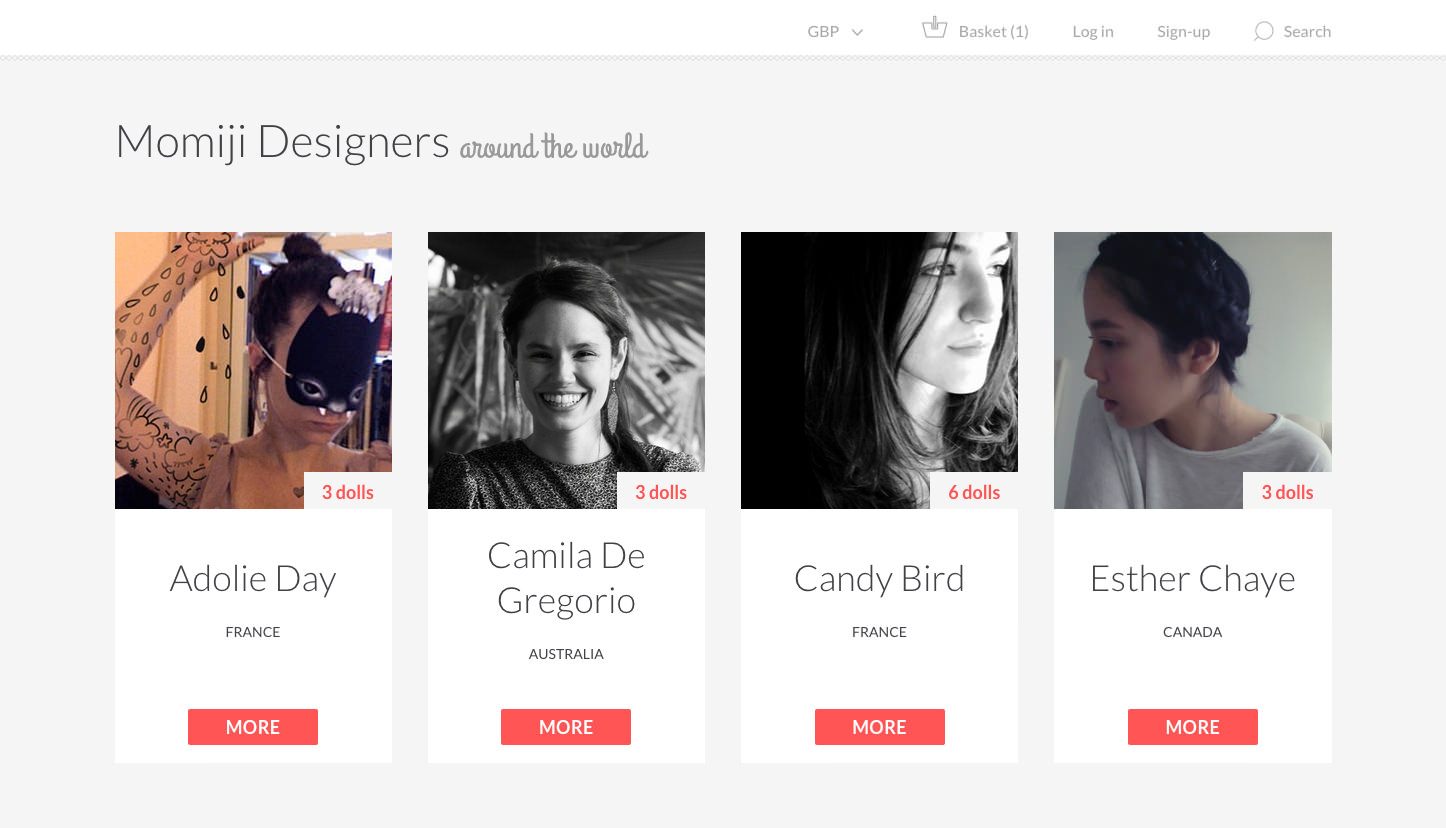 GBP Basket (1) Log in Sign-up Search
Momiji Designers around the world
3 dolls 3 dolls 6 dolls 3 dolls
Adolie Day
FRANCE
MORE
Camila De
Gregorio
AUSTRALIA
MORE
Candy Bird
FRANCE
MORE
Esther Chaye
CANADA
MORE